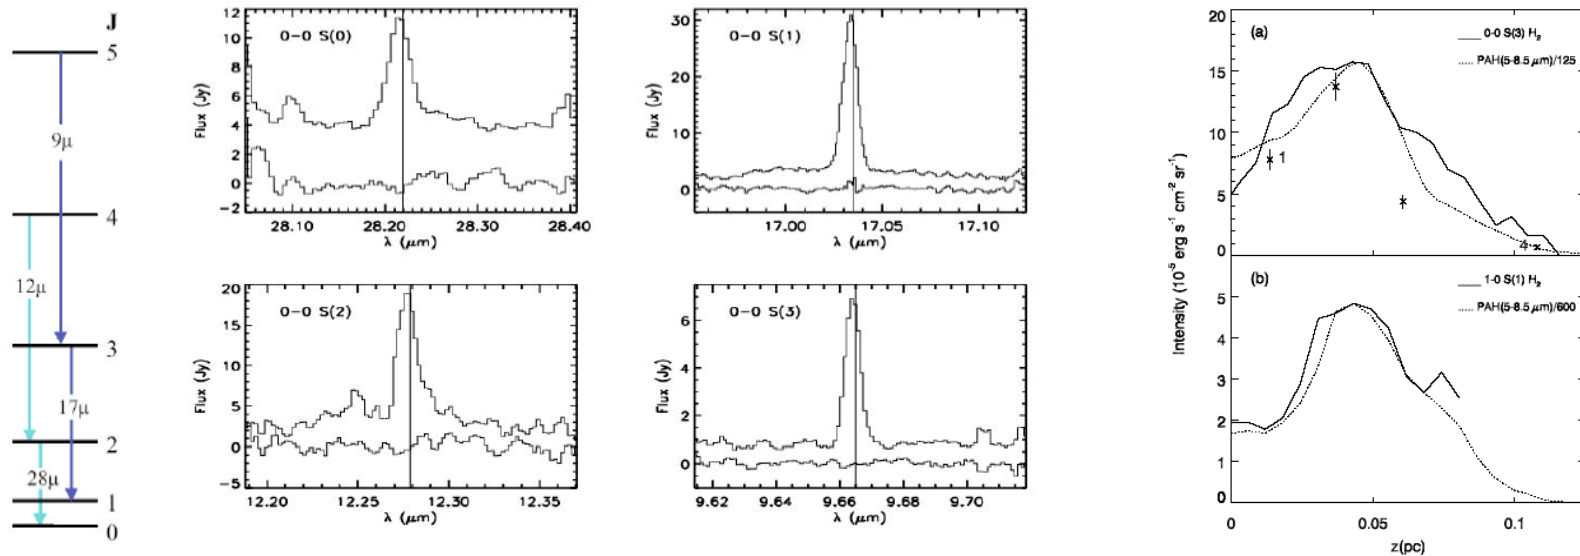 J
5
9μ
4
12μ
3
17μ
2
28μ
1
0
0-0 S(0)
Flux (Jy)
12
10
8
6
4
2
0
−2
28.10
28.20
28.30
28.40
λ (μm)
0-0 S(1)
Flux (Jy)
30
20
10
0
17.00
17.05
17.10
λ (μm)
0-0 S(2)
Flux (Jy)
20
15
10
5
0
−5
12.20
12.25
12.30
12.35
λ (μm)
0-0 S(3)
Flux (Jy)
6
4
2
0
9.62
9.64
9.66
9.68
9.70
λ (μm)
Intensity (10⁻⁵ erg s⁻¹ cm⁻² sr⁻¹)
(a)
0-0 S(3) H₂
PAH(5-8.5 μm)/125
20
15
10
5
0
1
4
(b)
1-0 S(1) H₂
PAH(5-8.5 μm)/600
5
4
3
2
1
0
0
0.05
0.1
z(pc)